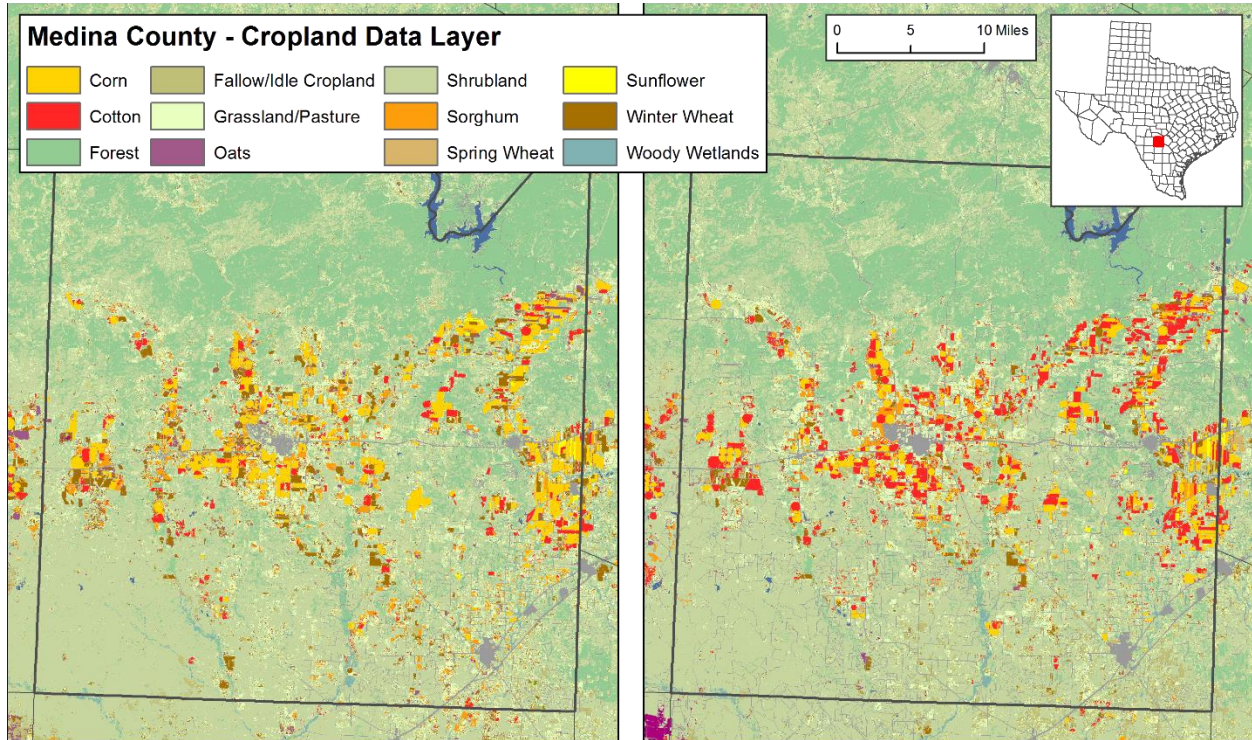 Medina County - Cropland Data Layer
Corn Fallow/Idle Cropland Shrubland Sunflower
Cotton Grassland/Pasture Sorghum Winter Wheat
Forest Oats Spring Wheat Woody Wetlands
0 5 10 Miles